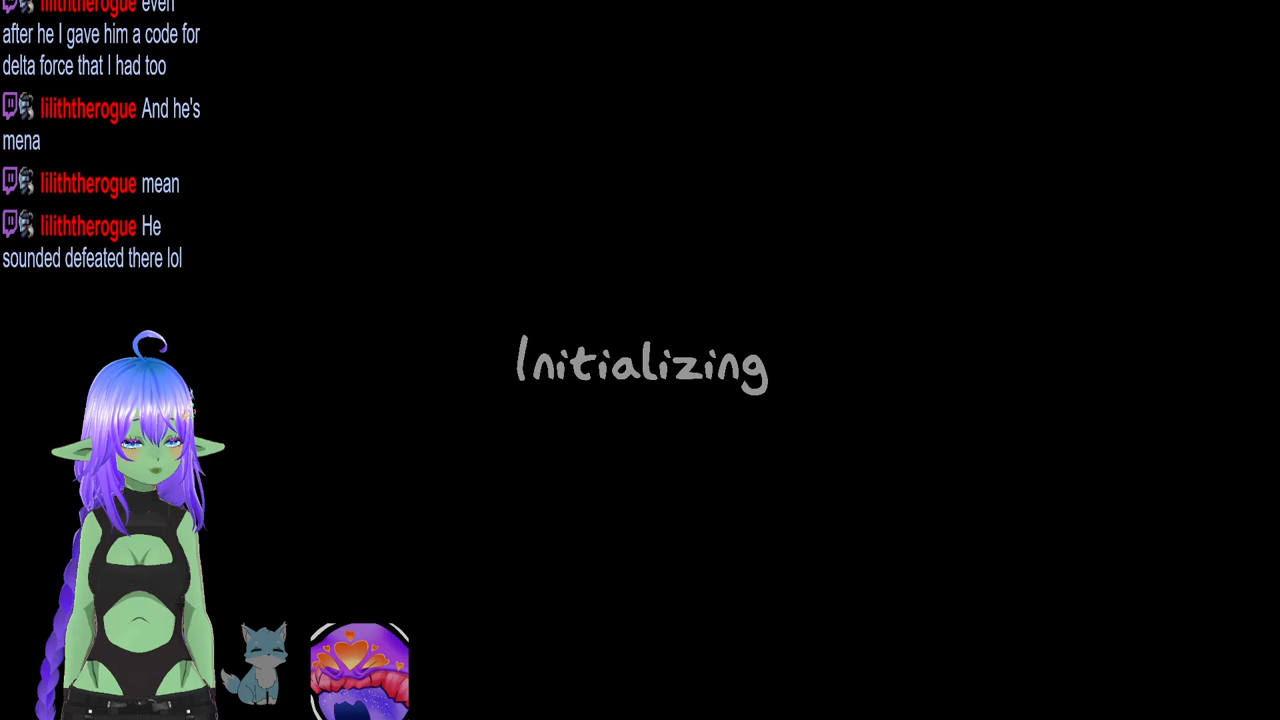 liliththerogue even
after he I gave him a code for
delta force that I had too
liliththerogue And he's
mena
liliththerogue mean
liliththerogue He
sounded defeated there lol
Initializing